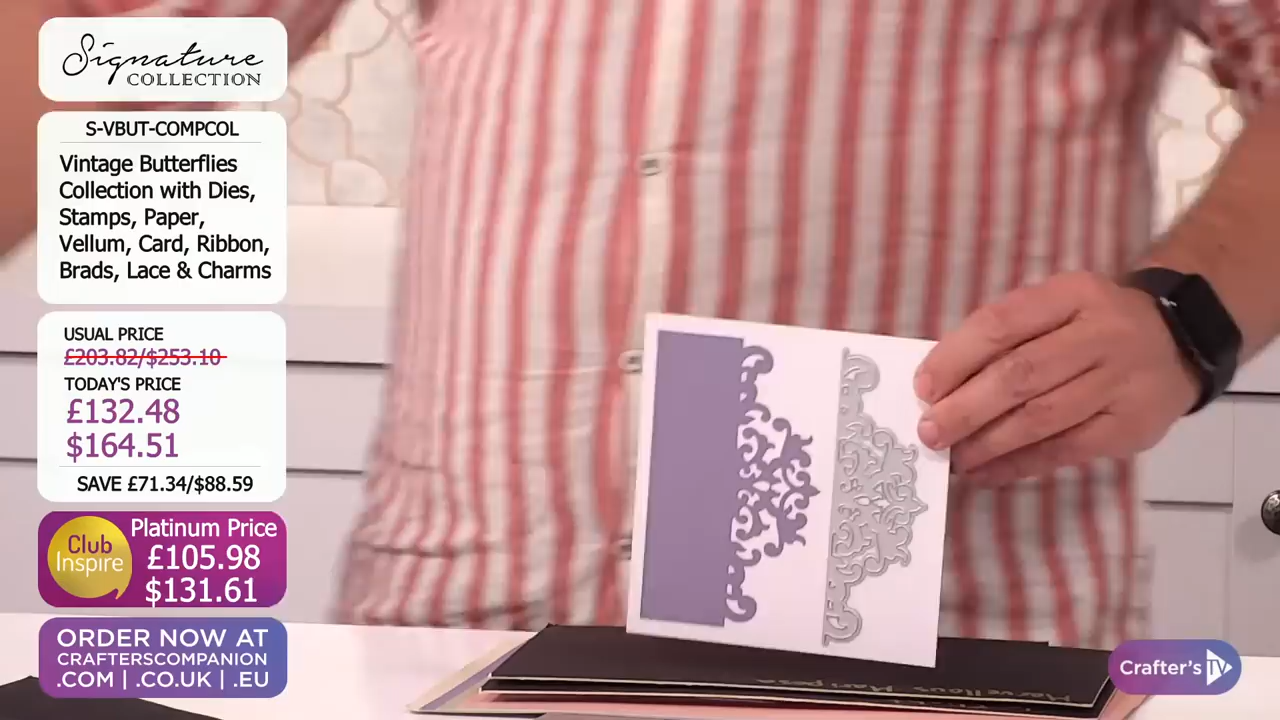 Signature
COLLECTION
S-VBUT-COMPCOL
Vintage Butterflies
Collection with Dies,
Stamps, Paper,
Vellum, Card, Ribbon,
Brads, Lace & Charms
USUAL PRICE
£203.82/$253.10
TODAY'S PRICE
£132.48
$164.51
SAVE £71.34/$88.59
Club
Inspire
Platinum Price
£105.98
$131.61
ORDER NOW AT
CRAFTERSCOMPANION
.COM | .CO.UK | .EU
Marvellous Mariposa
Crafter's TV